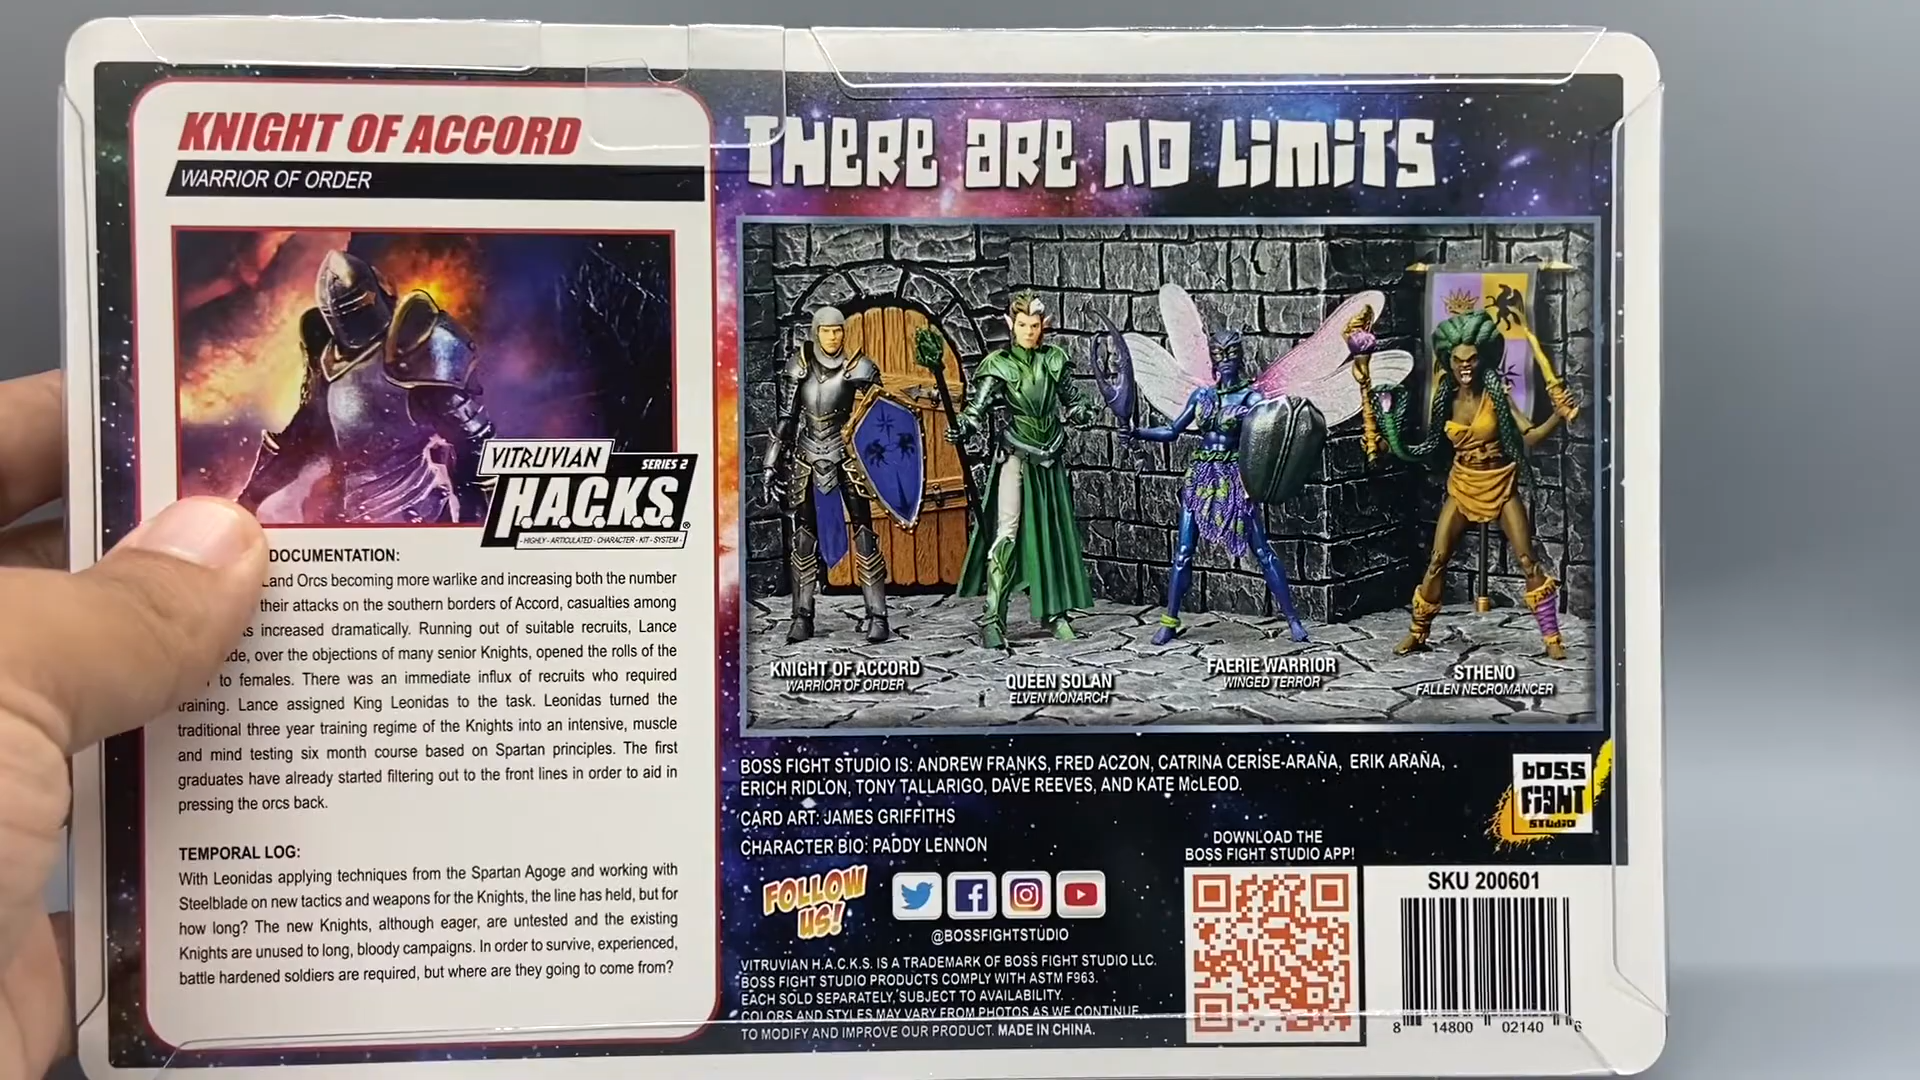 KNIGHT OF ACCORD
WARRIOR OF ORDER
VITRUVIAN
SERIES 2
H.A.C.K.S.®
- HIGHLY - ARTICULATED - CHARACTER - KIT - SYSTEM -
DOCUMENTATION:
Land Orcs becoming more warlike and increasing both the number
their attacks on the southern borders of Accord, casualties among
increased dramatically. Running out of suitable recruits, Lance
over the objections of many senior Knights, opened the rolls of the
to females. There was an immediate influx of recruits who required
training. Lance assigned King Leonidas to the task. Leonidas turned the
traditional three year training regime of the Knights into an intensive, muscle
and mind testing six month course based on Spartan principles. The first
graduates have already started filtering out to the front lines in order to aid in
pressing the orcs back.
TEMPORAL LOG:
With Leonidas applying techniques from the Spartan Agoge and working with
Steelblade on new tactics and weapons for the Knights, the line has held, but for
how long? The new Knights, although eager, are untested and the existing
Knights are unused to long, bloody campaigns. In order to survive, experienced,
battle hardened soldiers are required, but where are they going to come from?
THERE ARE NO LIMITS
KNIGHT OF ACCORD
WARRIOR OF ORDER
QUEEN SOLAN
ELVEN MONARCH
FAERIE WARRIOR
WINGED TERROR
STHENO
FALLEN NECROMANCER
BOSS FIGHT STUDIO IS: ANDREW FRANKS, FRED ACZON, CATRINA CERISE-ARAÑA, ERIK ARAÑA,
ERICH RIDLON, TONY TALLARIGO, DAVE REEVES, AND KATE McLEOD.
CARD ART: JAMES GRIFFITHS
CHARACTER BIO: PADDY LENNON
BOSS
FIGHT
STUDIO
FOLLOW
US!
@BOSSFIGHTSTUDIO
DOWNLOAD THE
BOSS FIGHT STUDIO APP!
VITRUVIAN H.A.C.K.S. IS A TRADEMARK OF BOSS FIGHT STUDIO LLC.
BOSS FIGHT STUDIO PRODUCTS COMPLY WITH ASTM F963.
EACH SOLD SEPARATELY, SUBJECT TO AVAILABILITY.
COLORS AND STYLES MAY VARY FROM PHOTOS AS WE CONTINUE
TO MODIFY AND IMPROVE OUR PRODUCT. MADE IN CHINA.
SKU 200601
8 14800 02140 6